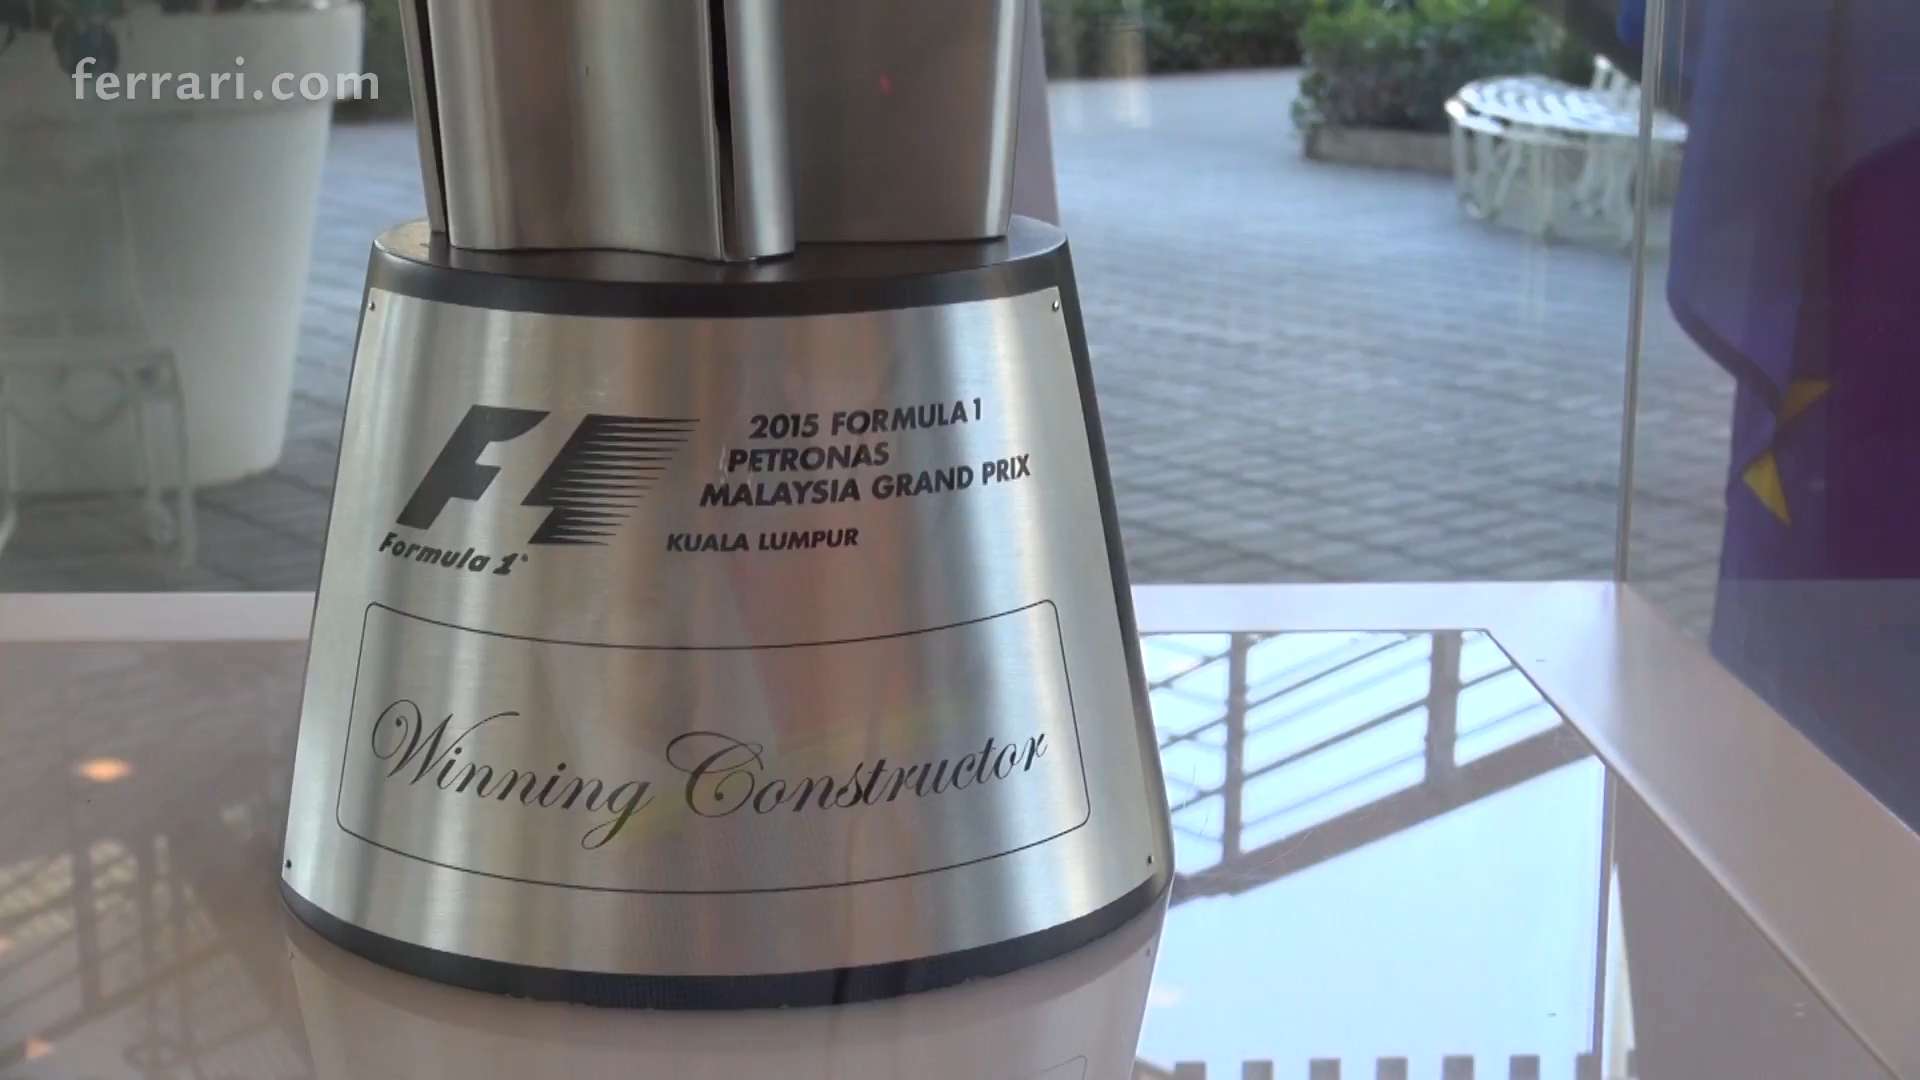 ferrari.com
F1
Formula 1®
2015 FORMULA 1
PETRONAS
MALAYSIA GRAND PRIX
KUALA LUMPUR
Winning Constructor